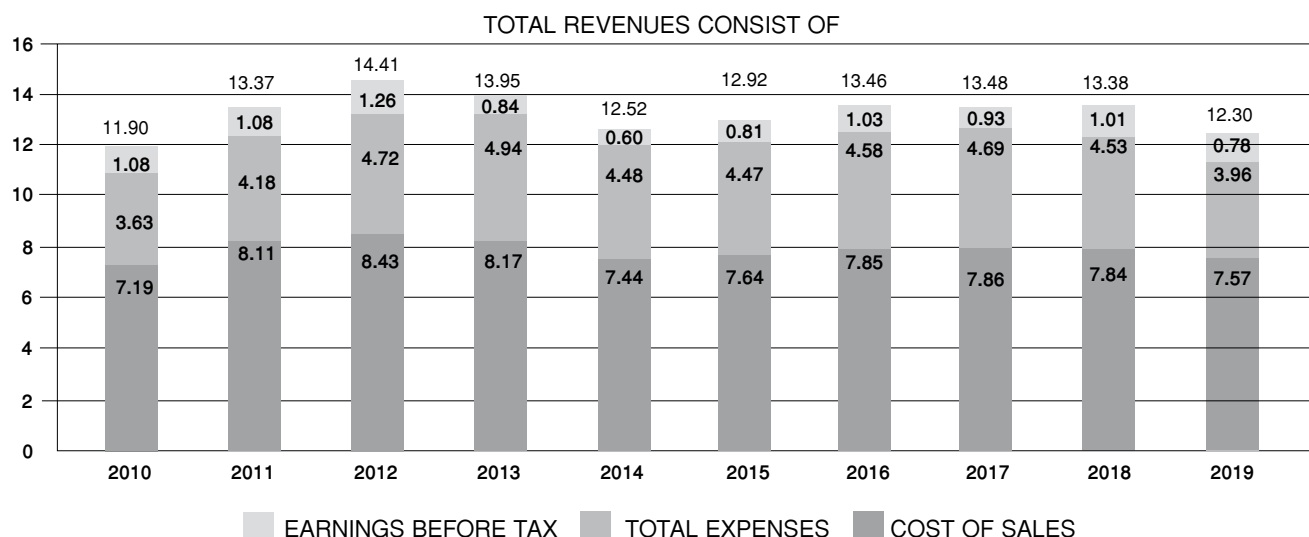 TOTAL REVENUES CONSIST OF
16
14
12
10
8
6
4
2
0
11.90 13.37 14.41 13.95 12.52 12.92 13.46 13.48 13.38 12.30
1.08 1.08 1.26 0.84 0.60 0.81 1.03 0.93 1.01 0.78
3.63 4.18 4.72 4.94 4.48 4.47 4.58 4.69 4.53 3.96
7.19 8.11 8.43 8.17 7.44 7.64 7.85 7.86 7.84 7.57
2010 2011 2012 2013 2014 2015 2016 2017 2018 2019
EARNINGS BEFORE TAX TOTAL EXPENSES COST OF SALES